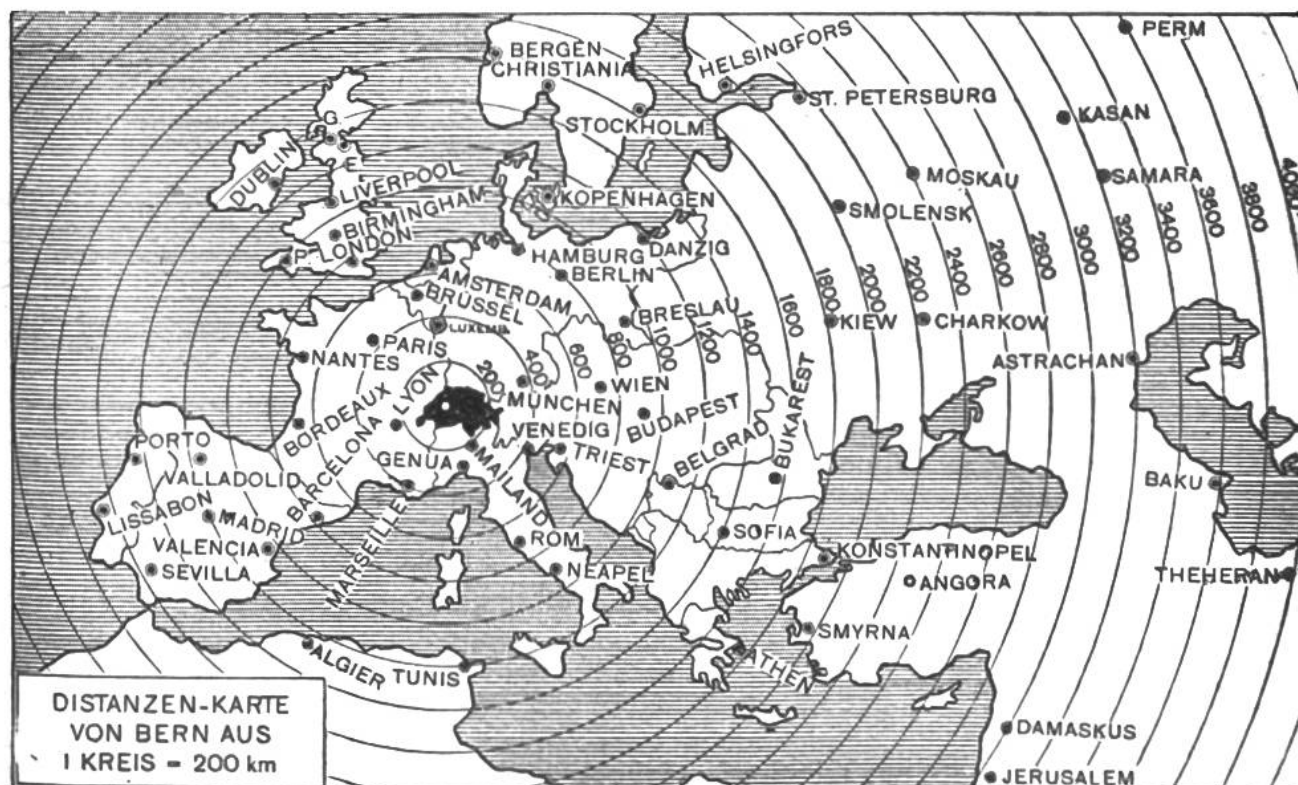 BERGEN
CHRISTIANIA
HELSINGFORS
PERM
ST. PETERSBURG
KASAN
STOCKHOLM
G.
E.
DUBLIN
LIVERPOOL
MOSKAU
SAMARA
BIRMINGHAM
KOPENHAGEN
SMOLENSK
P.
LONDON
HAMBURG
DANZIG
BERLIN
AMSTERDAM
BRÜSSEL
LUXEMB.
BRESLAU
KIEW
CHARKOW
PARIS
NANTES
ASTRACHAN
200
400
600
800
1000
1200
1400
1600
1800
2000
2200
2400
2600
2800
3000
3200
3400
3600
3800
4000
WIEN
MÜNCHEN
LYON
BORDEAUX
BUDAPEST
VENEDIG
TRIEST
BELGRAD
BUKAREST
PORTO
VALLADOLID
BARCELONA
GENUA
MAILAND
BAKU
LISSABON
MADRID
MARSEILLE
ROM
SOFIA
KONSTANTINOPEL
VALENCIA
SEVILLA
NEAPEL
ANGORA
THEHERAN
SMYRNA
ATHEN
ALGIER
TUNIS
DAMASKUS
JERUSALEM
DISTANZEN-KARTE
VON BERN AUS
1 KREIS = 200 km